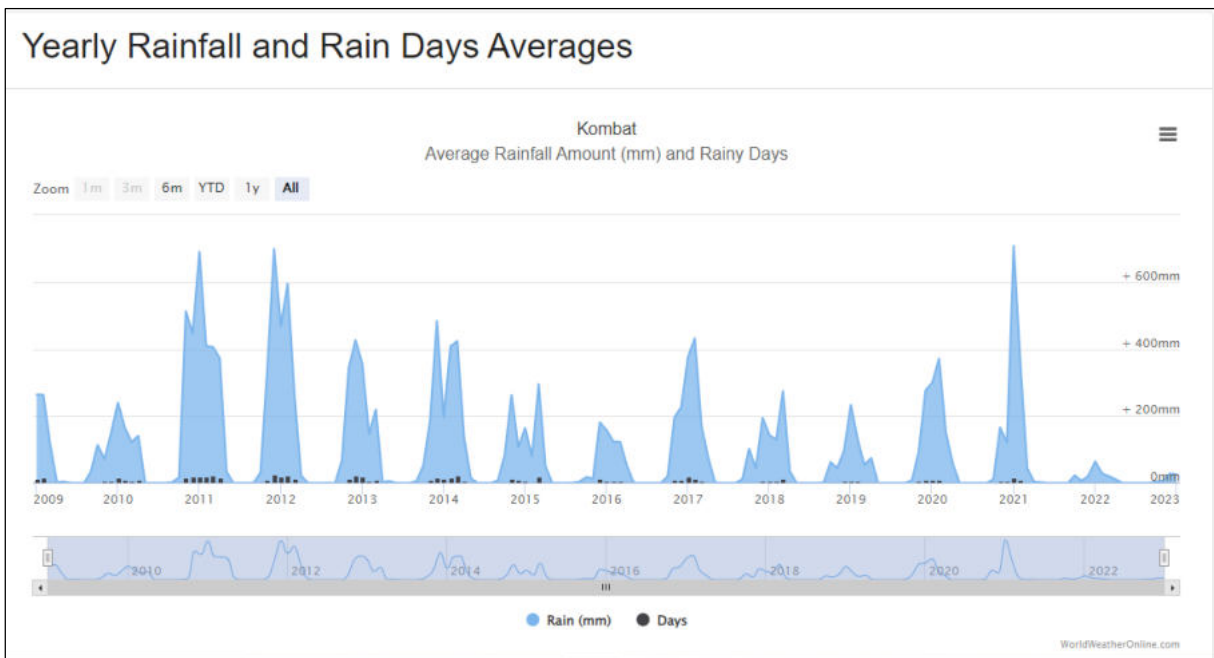 Yearly Rainfall and Rain Days Averages
Kombat
Average Rainfall Amount (mm) and Rainy Days
Zoom 1m 3m 6m YTD 1y All
+ 600mm
+ 400mm
+ 200mm
0mm
2009 2010 2011 2012 2013 2014 2015 2016 2017 2018 2019 2020 2021 2022 2023
2010 2012 2014 2016 2018 2020 2022
Rain (mm) Days
WorldWeatherOnline.com